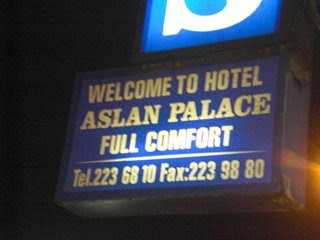 S
WELCOME TO HOTEL
ASLAN PALACE
FULL COMFORT
Tel.223 68 10 Fax:223 98 80